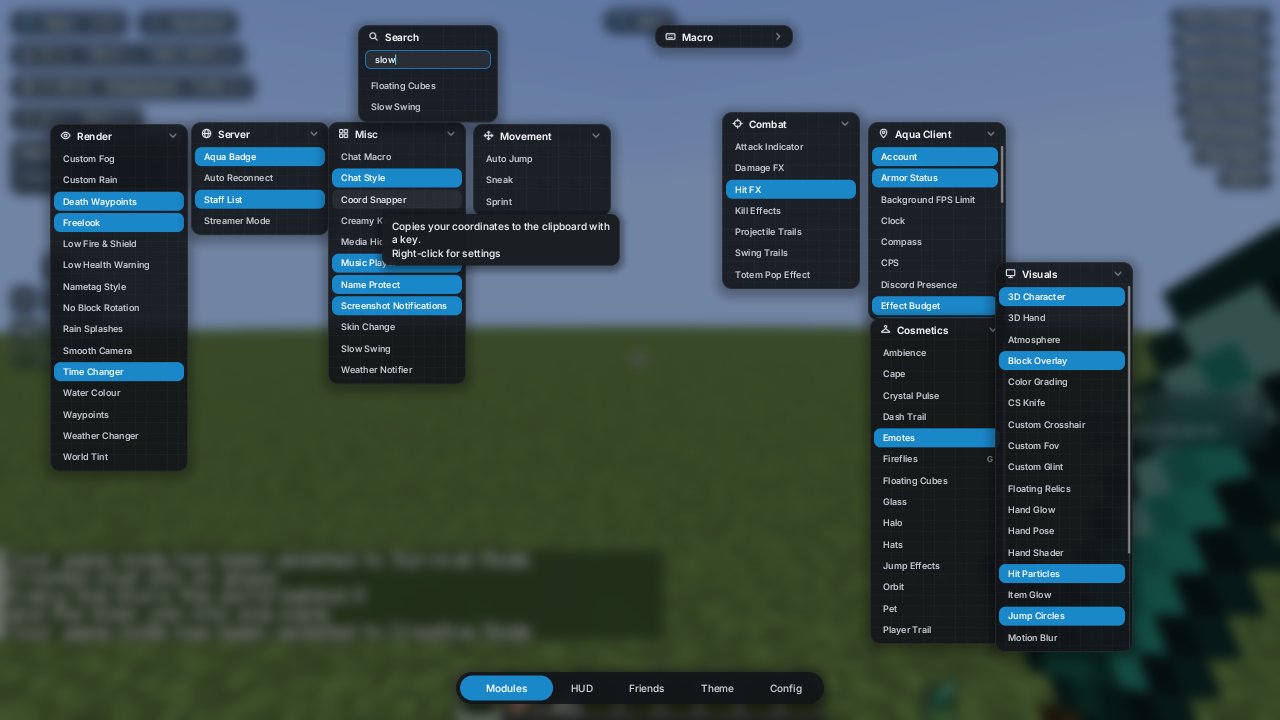 Search
slow
Floating Cubes
Slow Swing
Macro
Render
Custom Fog
Custom Rain
Death Waypoints
Freelook
Low Fire & Shield
Low Health Warning
Nametag Style
No Block Rotation
Rain Splashes
Smooth Camera
Time Changer
Water Colour
Waypoints
Weather Changer
World Tint
Server
Aqua Badge
Auto Reconnect
Staff List
Streamer Mode
Misc
Chat Macro
Chat Style
Coord Snapper
Creamy K
Media Hid
Music Play
Name Protect
Screenshot Notifications
Skin Change
Slow Swing
Weather Notifier
Movement
Auto Jump
Sneak
Sprint
Copies your coordinates to the clipboard with
a key.
Right-click for settings
Combat
Attack Indicator
Damage FX
Hit FX
Kill Effects
Projectile Trails
Swing Trails
Totem Pop Effect
Aqua Client
Account
Armor Status
Background FPS Limit
Clock
Compass
CPS
Discord Presence
Effect Budget
Cosmetics
Ambience
Cape
Crystal Pulse
Dash Trail
Emotes
Fireflies G
Floating Cubes
Glass
Halo
Hats
Jump Effects
Orbit
Pet
Player Trail
Visuals
3D Character
3D Hand
Atmosphere
Block Overlay
Color Grading
CS Knife
Custom Crosshair
Custom Fov
Custom Glint
Floating Relics
Hand Glow
Hand Pose
Hand Shader
Hit Particles
Item Glow
Jump Circles
Motion Blur
Modules HUD Friends Theme Config